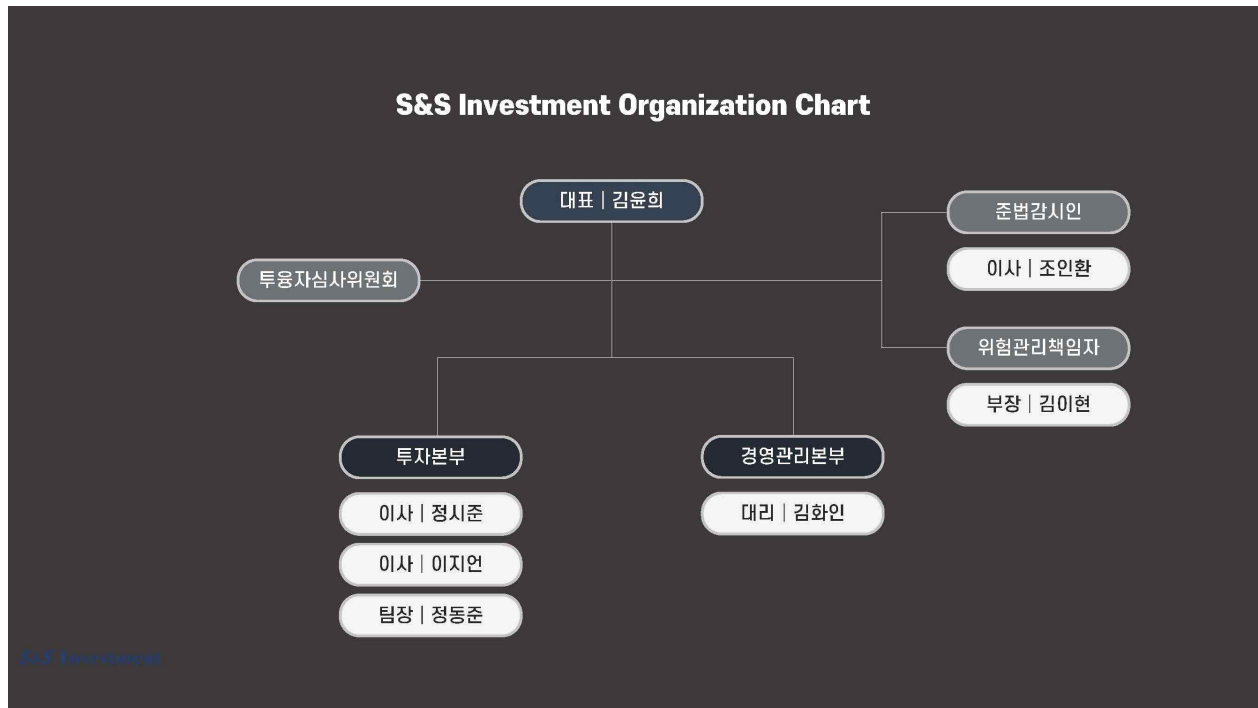 S&S Investment Organization Chart
대표 | 김윤희
준법감시인
이사 | 조인환
투융자심사위원회
위험관리책임자
부장 | 김이현
투자본부
이사 | 정시준
이사 | 이지언
팀장 | 정동준
경영관리본부
대리 | 김화인
S&S Investment